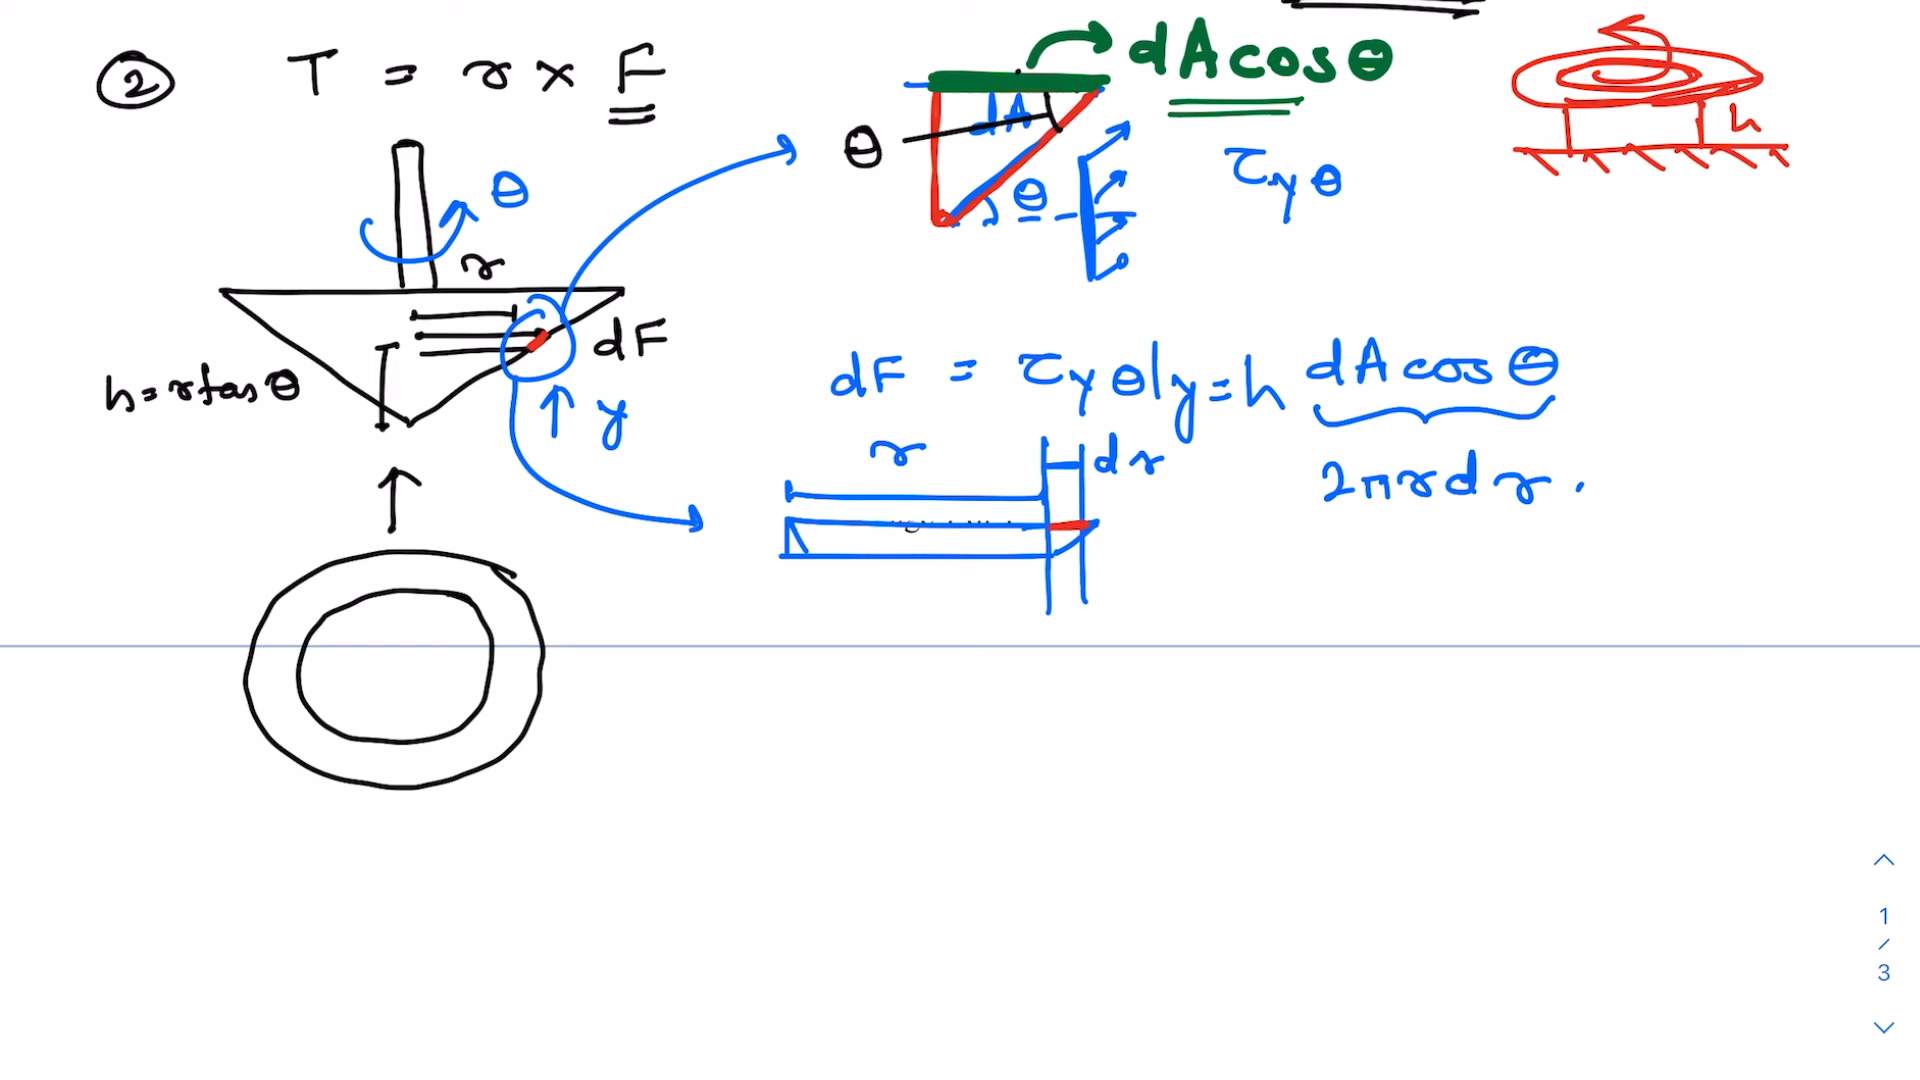 ② T = r × F
dA cos θ
dA
h
θ
θ
τyθ
θ
r
dF
h = r tan θ
y
dF = τyθ|y=h dA cos θ
r
dr
2πr dr.
1
/
3